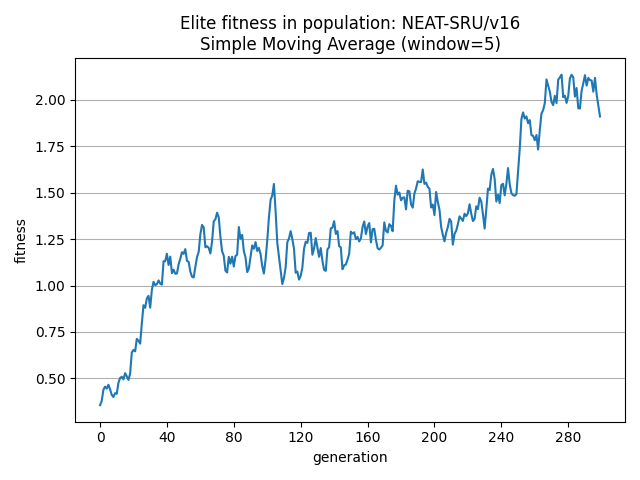 Elite fitness in population: NEAT-SRU/v16
Simple Moving Average (window=5)
fitness
2.00
1.75
1.50
1.25
1.00
0.75
0.50
0 40 80 120 160 200 240 280
generation